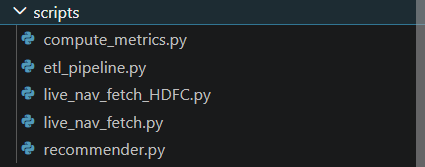 scripts
compute_metrics.py
etl_pipeline.py
live_nav_fetch_HDFC.py
live_nav_fetch.py
recommender.py